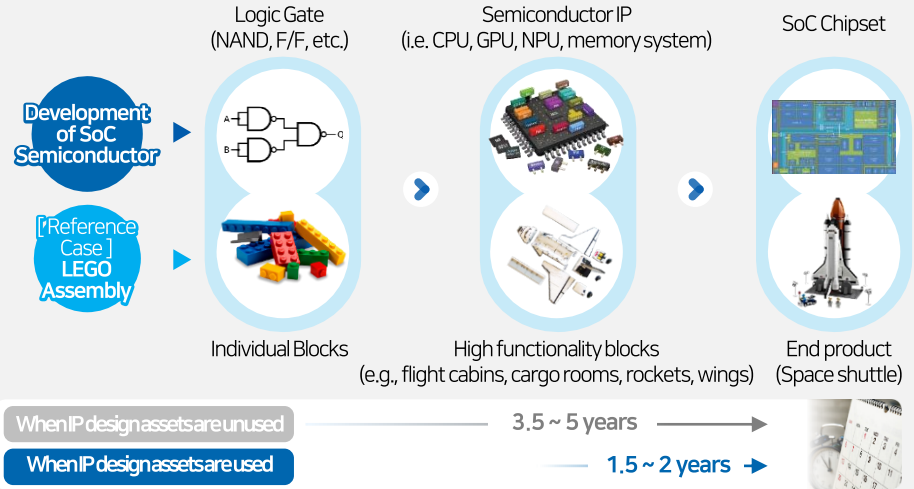 Logic Gate
(NAND, F/F, etc.)
Semiconductor IP
(i.e. CPU, GPU, NPU, memory system)
SoC Chipset
Development
of SoC
Semiconductor
A
B
Q
[「Reference
Case ]
LEGO
Assembly
Individual Blocks
High functionality blocks
(e.g., flight cabins, cargo rooms, rockets, wings)
End product
(Space shuttle)
When IP design assets are unused
3.5 ~ 5 years
When IP design assets are used
1.5 ~ 2 years